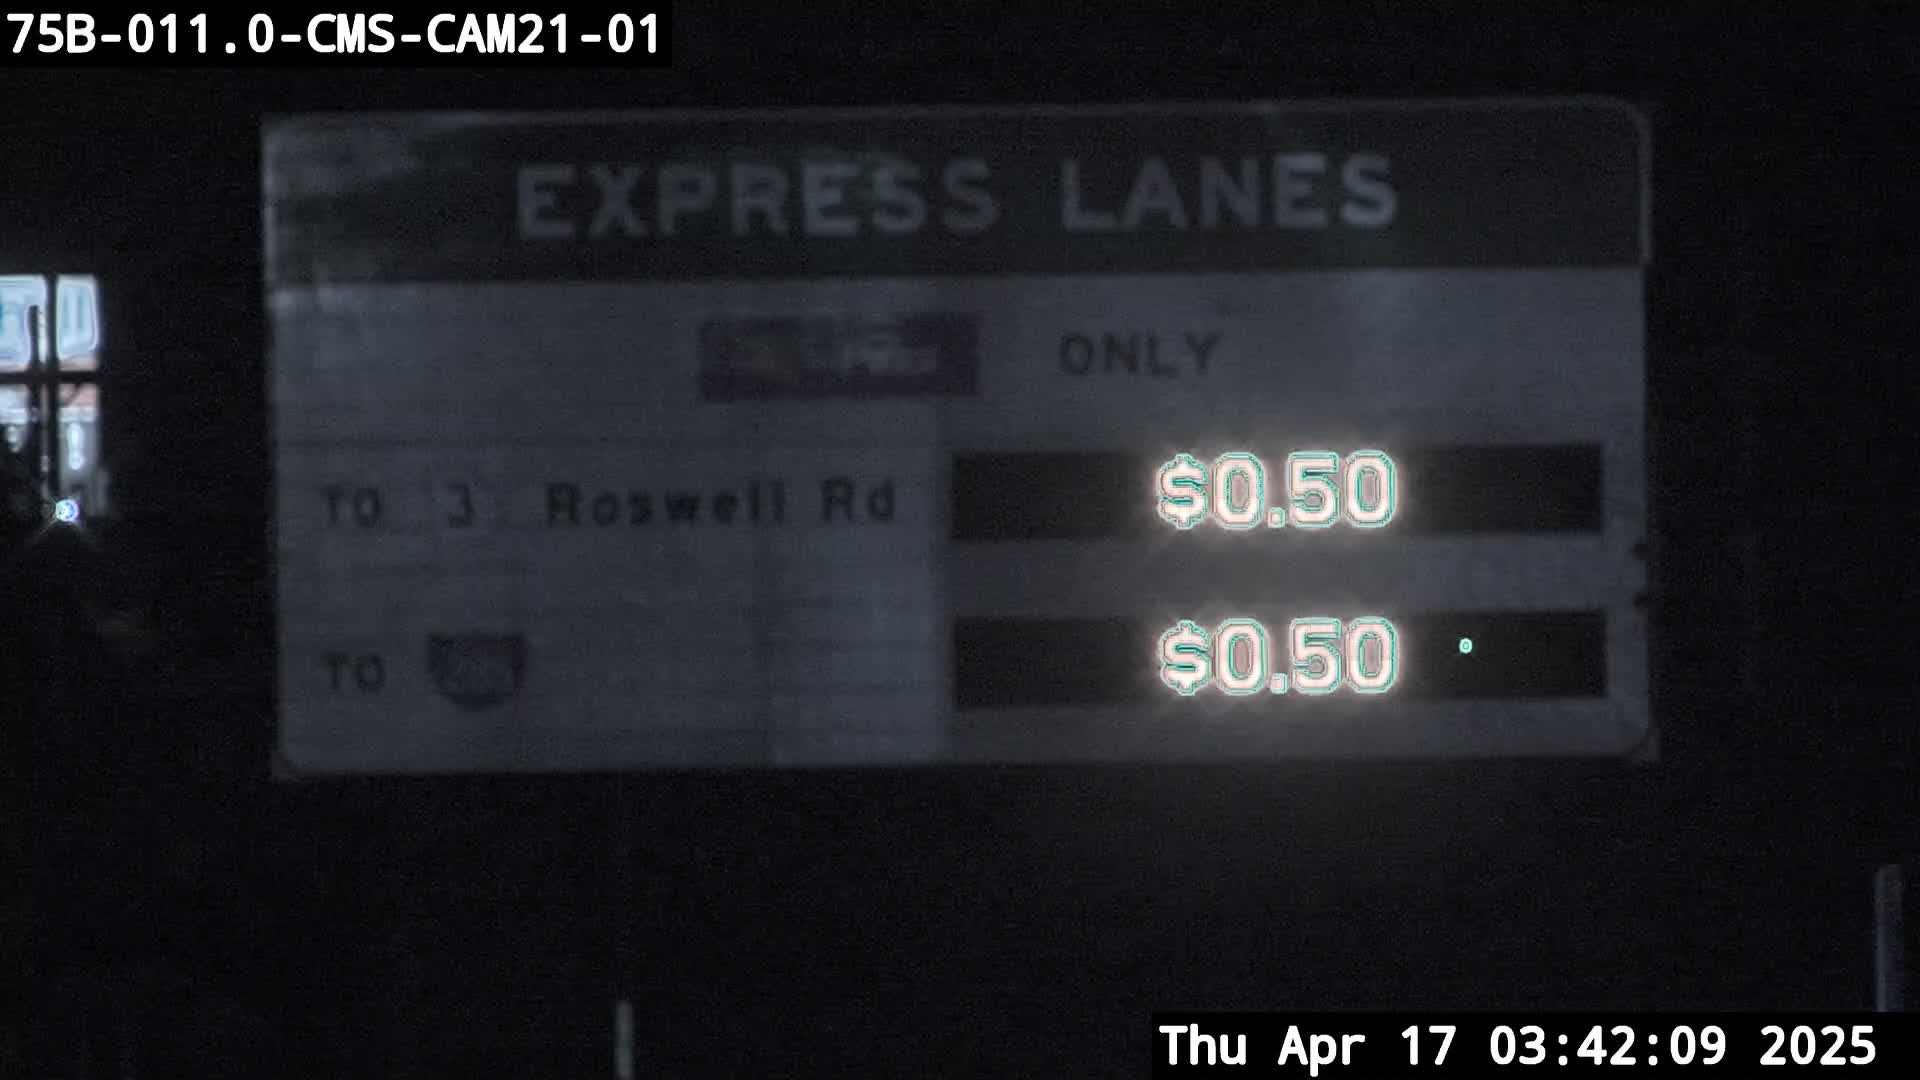 75B-011.0-CMS-CAM21-01
EXPRESS LANES
ONLY
TO J Roswell Rd $0.50
TO $0.50
Thu Apr 17 03:42:09 2025